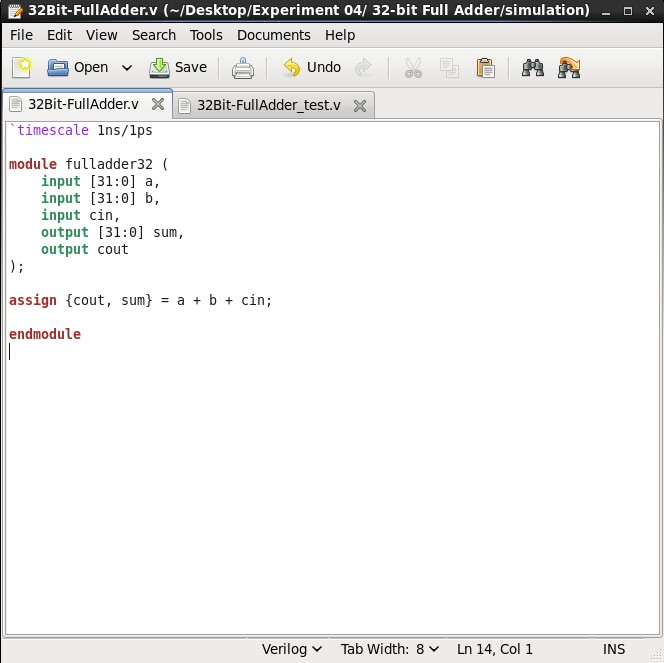 32Bit-FullAdder.v (~/Desktop/Experiment 04/ 32-bit Full Adder/simulation)
File Edit View Search Tools Documents Help
Open Save Undo
32Bit-FullAdder.v 32Bit-FullAdder_test.v
`timescale 1ns/1ps
module fulladder32 (
    input [31:0] a,
    input [31:0] b,
    input cin,
    output [31:0] sum,
    output cout
);
assign {cout, sum} = a + b + cin;
endmodule
Verilog Tab Width: 8 Ln 14, Col 1 INS